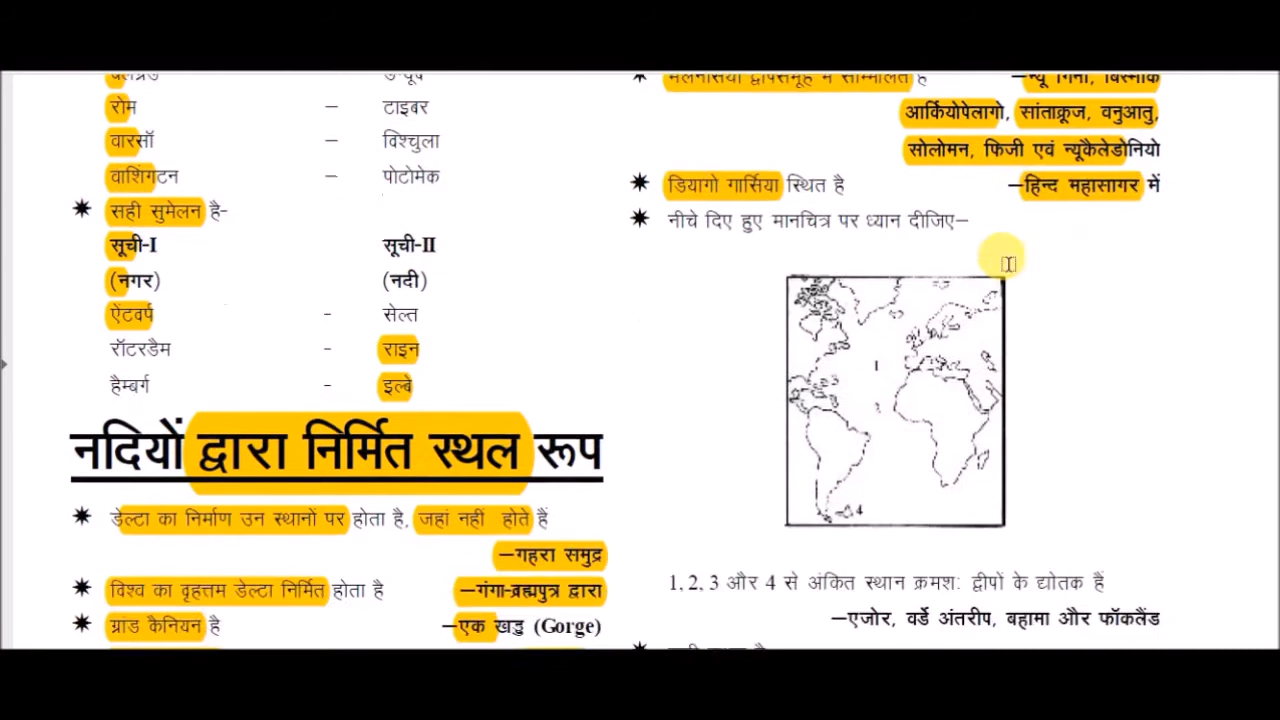 रोम – टाइबर
वारसॉ – विश्चुला
वाशिंगटन – पोटोमेक
सही सुमेलन है-
सूची-I सूची-II
(नगर) (नदी)
ऐंटवर्प - सेल्त
रॉटरडैम - राइन
हैम्बर्ग - इल्बे
नदियों द्वारा निर्मित स्थल रूप
डेल्टा का निर्माण उन स्थानों पर होता है, जहां नहीं होते हैं
–गहरा समुद्र
विश्व का वृहत्तम डेल्टा निर्मित होता है –गंगा-ब्रह्मपुत्र द्वारा
ग्रांड कैनियन है –एक खड्ड (Gorge)
आर्कियोपेलागो, सांताक्रूज, वनुआतु,
सोलोमन, फिजी एवं न्यूकैलेडोनियो
डियागो गार्सिया स्थित है –हिन्द महासागर में
नीचे दिए हुए मानचित्र पर ध्यान दीजिए–
1
4
1, 2, 3 और 4 से अंकित स्थान क्रमश: द्वीपों के द्योतक हैं
–एजोर, वर्डे अंतरीप, बहामा और फॉकलैंड